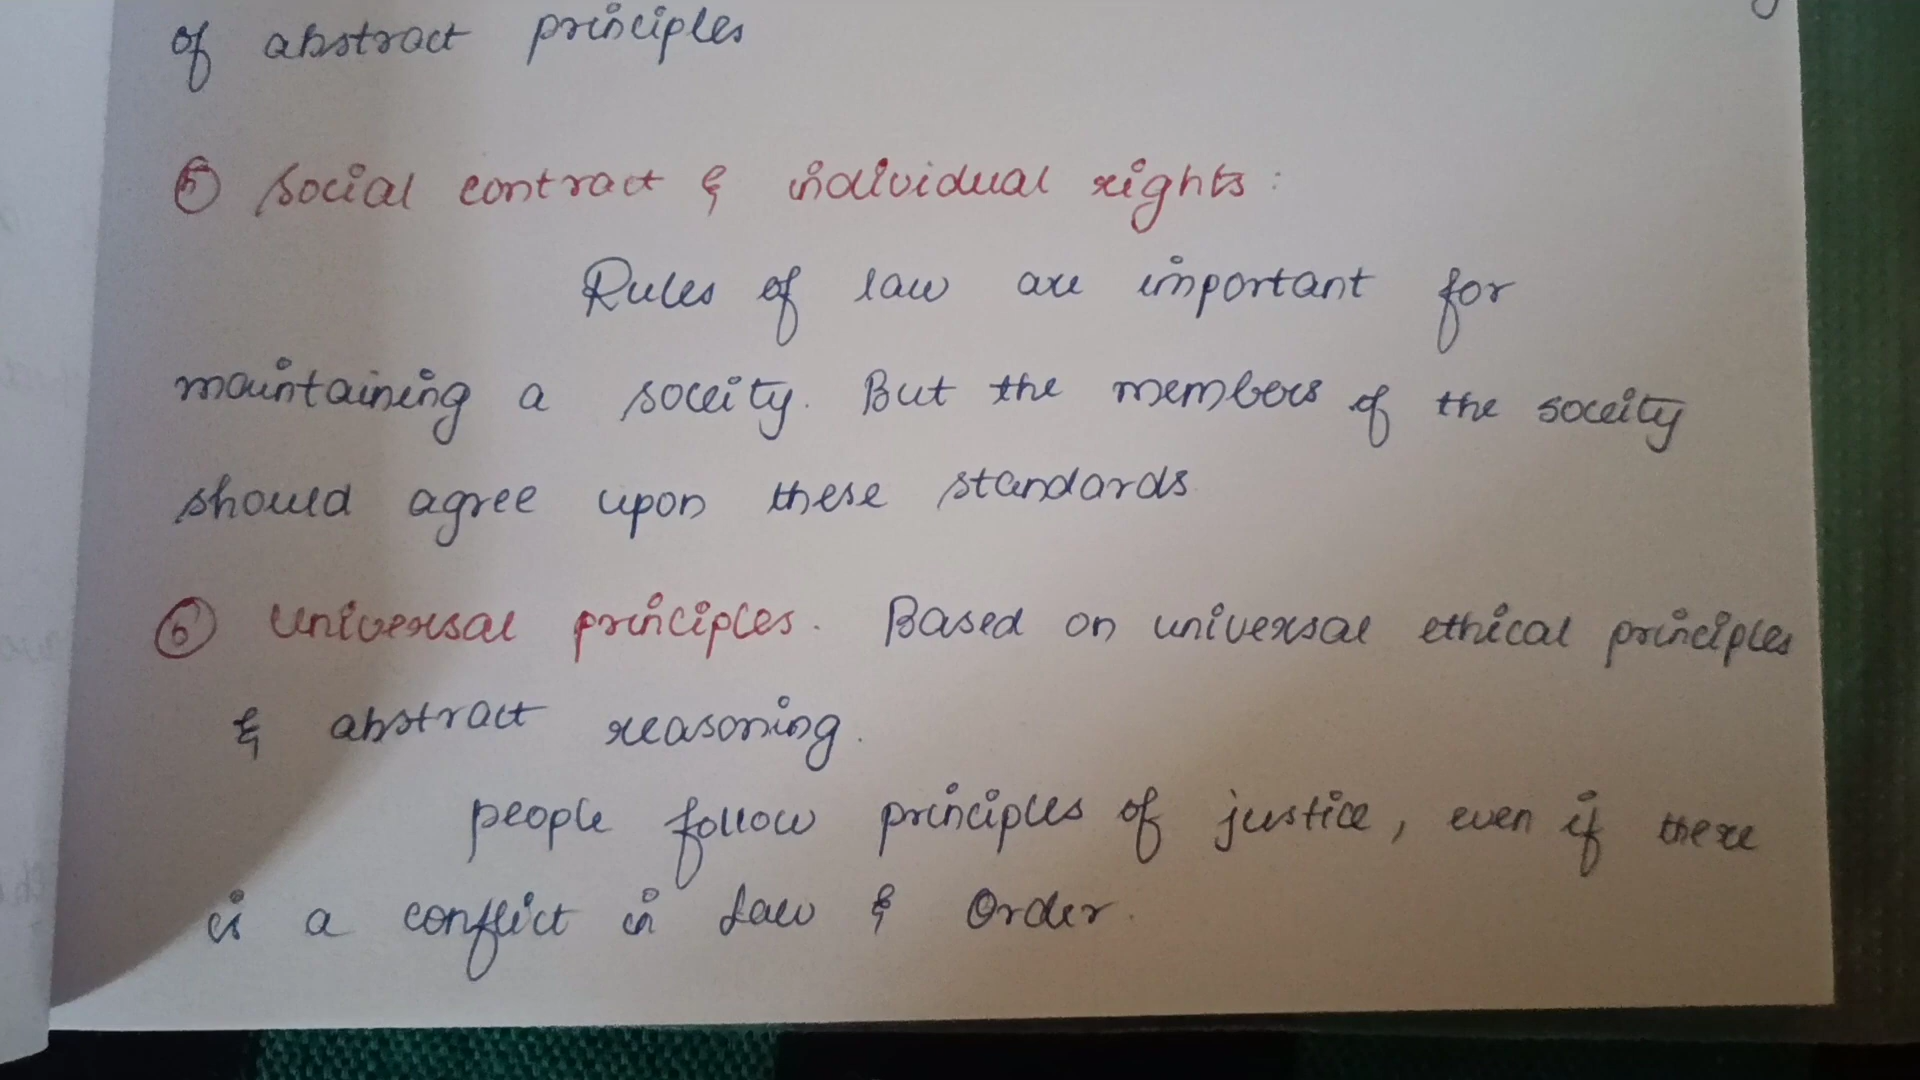 of abstract principles
⑤ Social contract & individual rights:
Rules of law are important for
maintaining a soceity. But the members of the soceity
should agree upon these standards
⑥ Universal principles. Based on universal ethical principles
& abstract reasoning.
people follow principles of justice, even if there
is a conflict in law & Order.